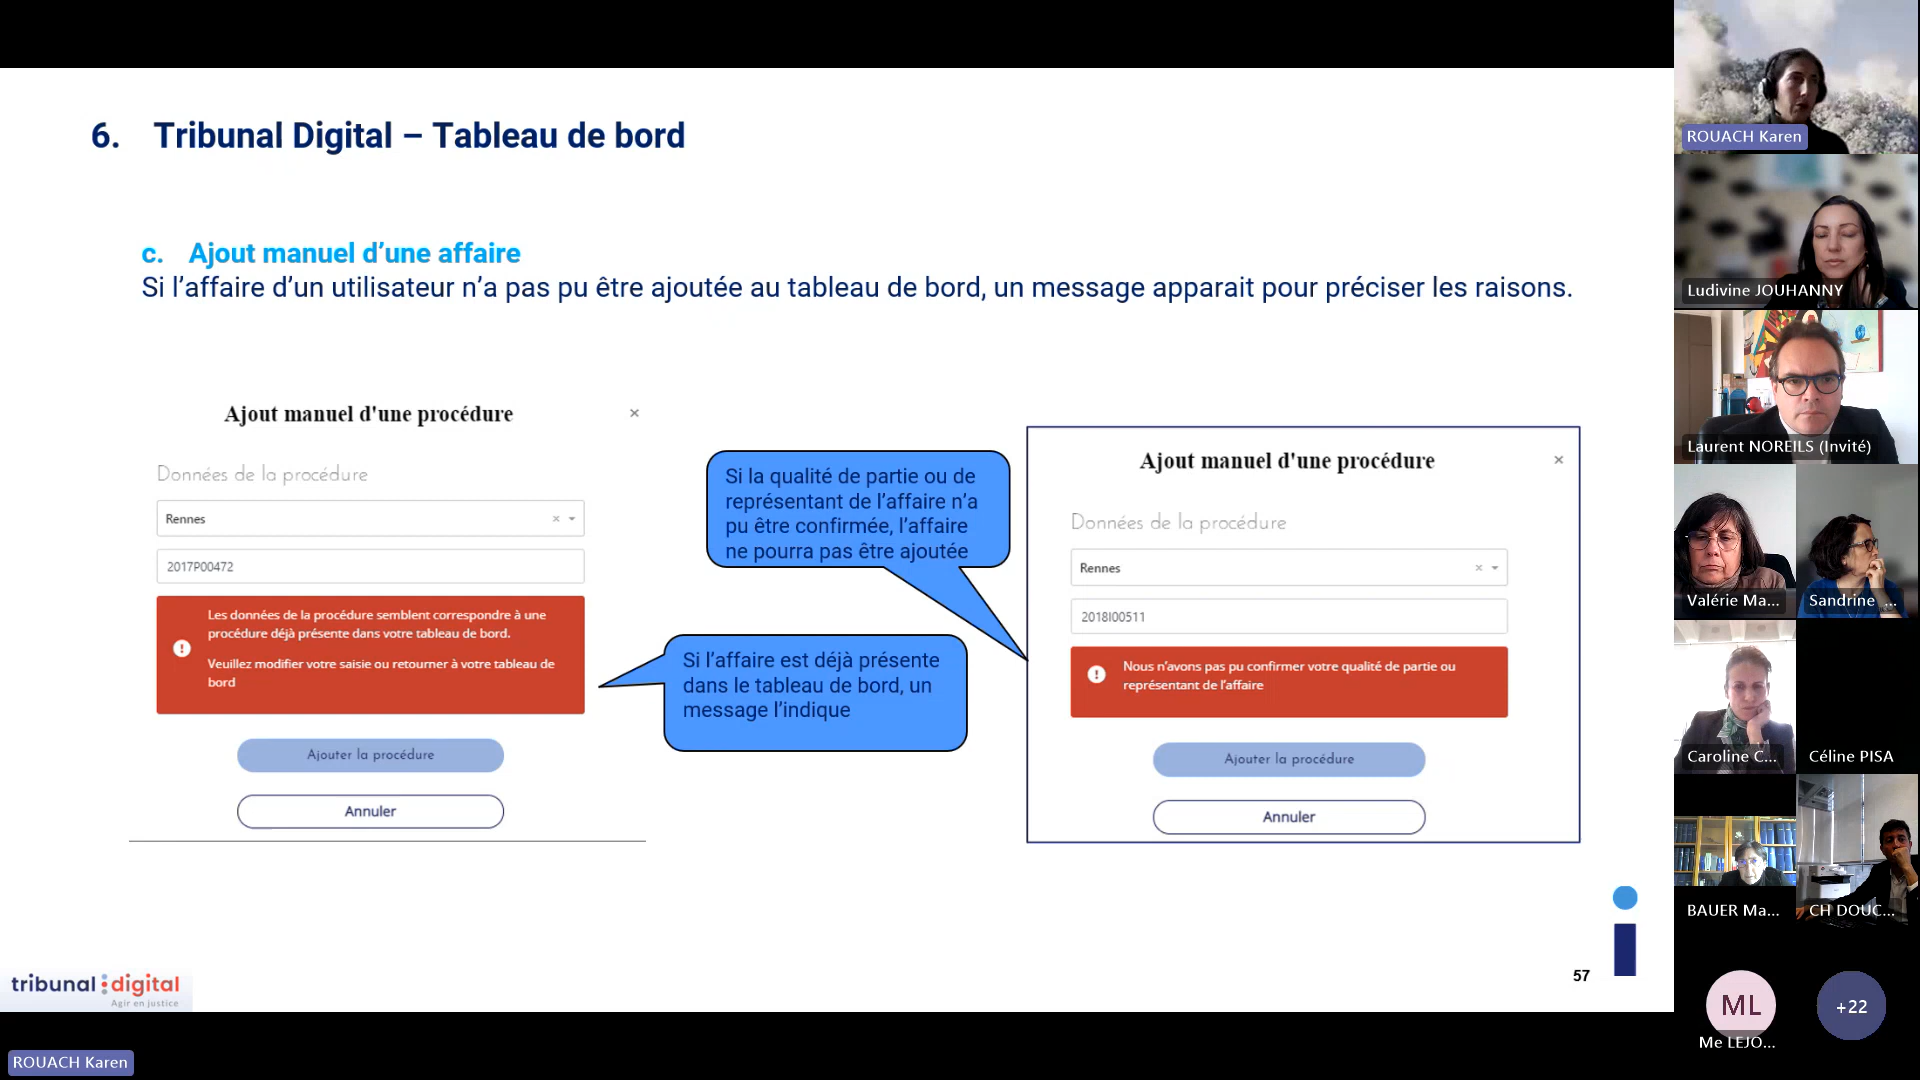 6. Tribunal Digital – Tableau de bord
c. Ajout manuel d’une affaire
Si l’affaire d’un utilisateur n’a pas pu être ajoutée au tableau de bord, un message apparait pour préciser les raisons.
Ajout manuel d'une procédure ×
Données de la procédure
Rennes
2017P00472
Les données de la procédure semblent correspondre à une
procédure déjà présente dans votre tableau de bord.
Veuillez modifier votre saisie ou retourner à votre tableau de
bord
Ajouter la procédure
Annuler
Si la qualité de partie ou de
représentant de l’affaire n’a
pu être confirmée, l’affaire
ne pourra pas être ajoutée
Si l’affaire est déjà présente
dans le tableau de bord, un
message l’indique
Ajout manuel d'une procédure ×
Données de la procédure
Rennes
2018I00511
Nous n’avons pas pu confirmer votre qualité de partie ou
représentant de l’affaire
Ajouter la procédure
Annuler
tribunal:digital
Agir en justice
57
ROUACH Karen
ROUACH Karen
Ludivine JOUHANNY
Laurent NOREILS (Invité)
Valérie Ma...
Sandrine ...
Caroline C...
Céline PISA
BAUER Ma...
CH DOUC...
ML
Me LEJO...
+22